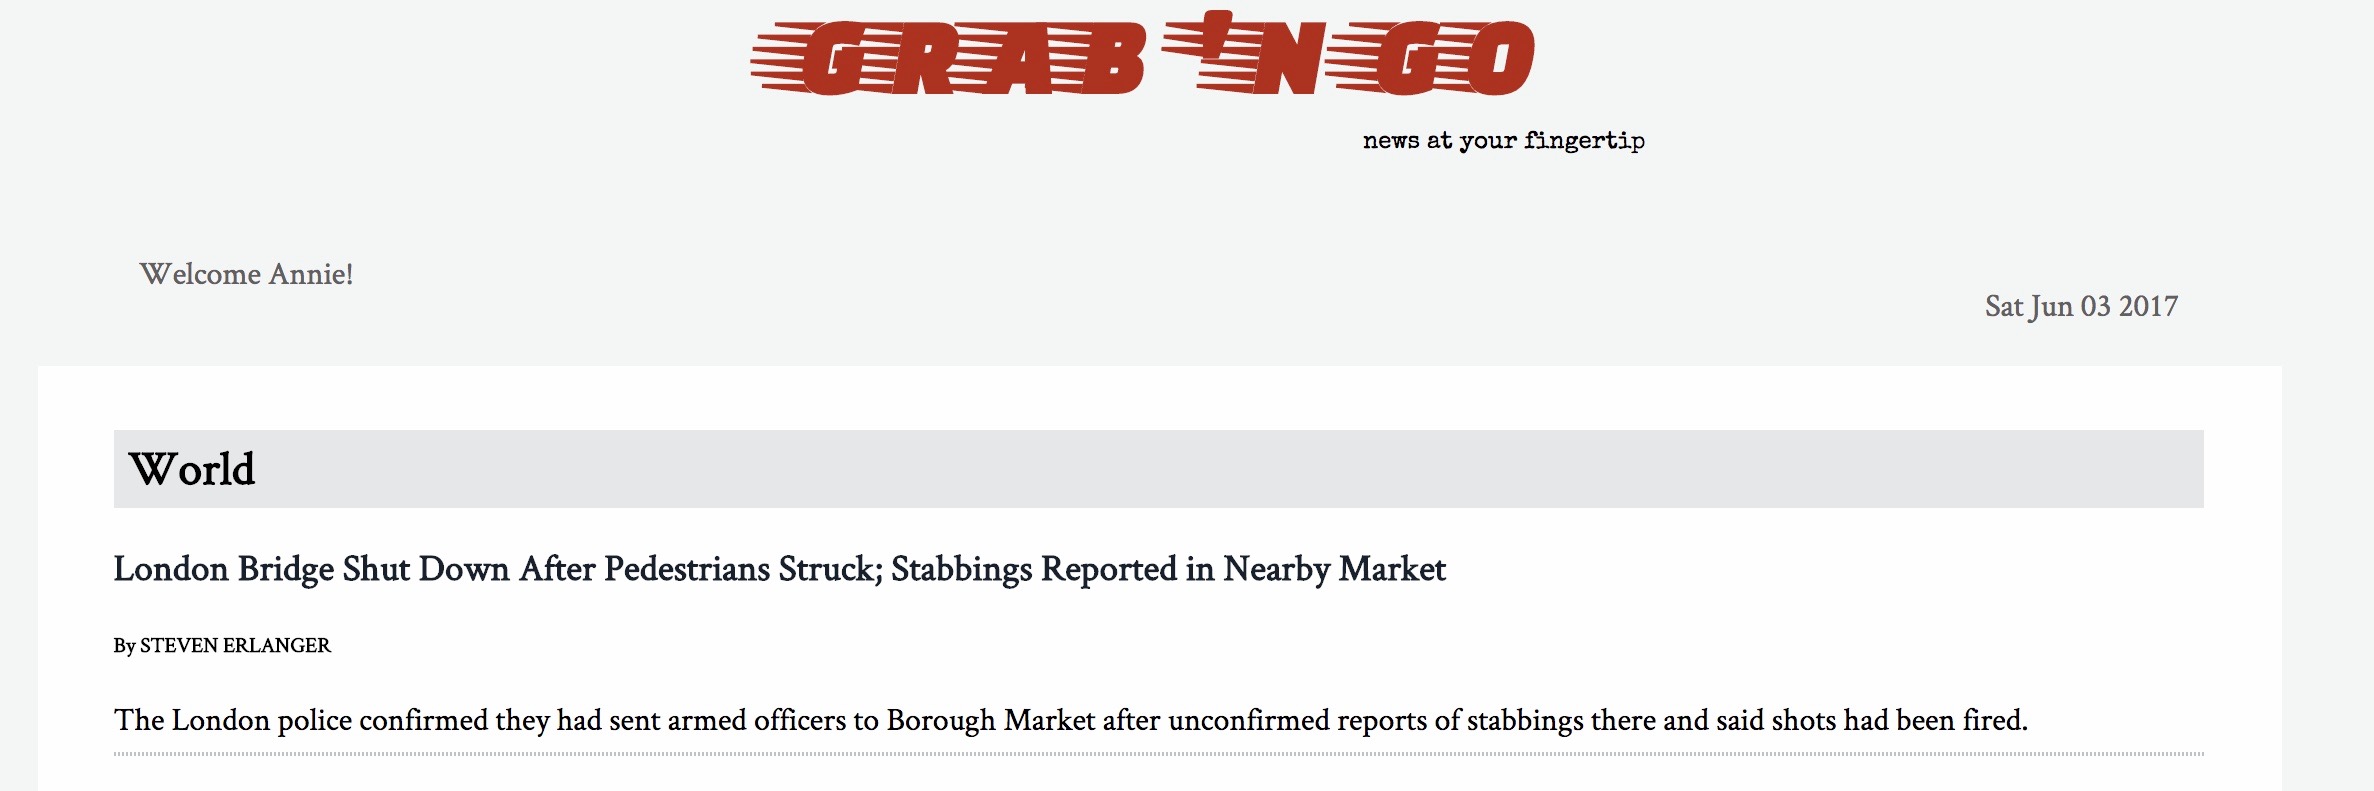 GRAB 'N GO
news at your fingertip
Welcome Annie!
Sat Jun 03 2017
World
London Bridge Shut Down After Pedestrians Struck; Stabbings Reported in Nearby Market
By STEVEN ERLANGER
The London police confirmed they had sent armed officers to Borough Market after unconfirmed reports of stabbings there and said shots had been fired.